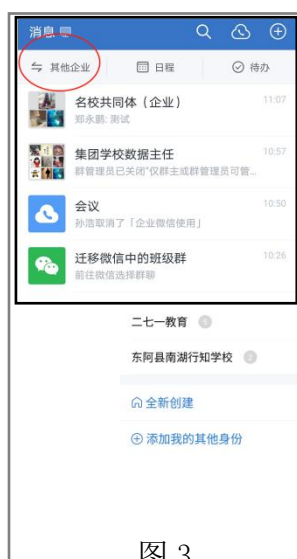 消息
其他企业 日程 待办
名校共同体（企业） 11:07
郑永鹏: 测试
集团学校数据主任 10:57
群管理员已关闭"仅群主或群管理员可管...
会议 10:50
孙浩取消了「企业微信使用」
迁移微信中的班级群 10:26
前往微信选择群聊
二七一教育
东阿县南湖行知学校
全新创建
添加我的其他身份
图 3